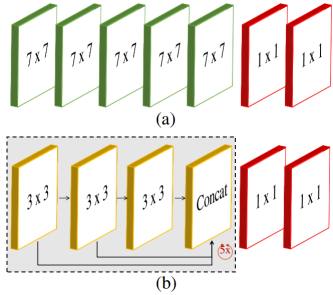 7 x 7 7 x 7 7 x 7 7 x 7 7 x 7 1 x 1 1 x 1
(a)
3 x 3 3 x 3 3 x 3 Concat 1 x 1 1 x 1
5x
(b)